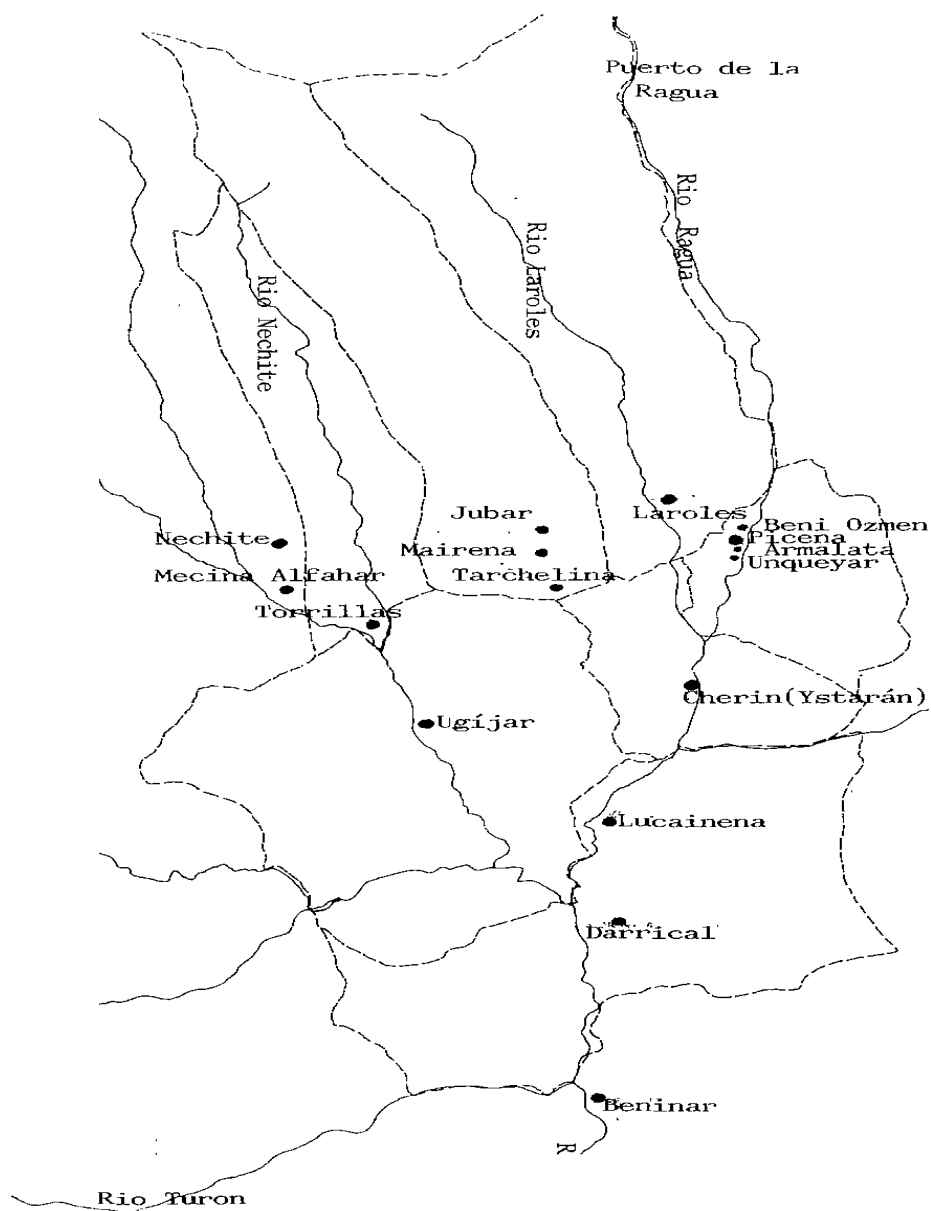 Puerto de la
Ragua
Rio Ragua
Rio Laroles
Rio Nechite
Jubar
Laroles
Beni Ozmen
Nechite
Picena
Mairena
Armalata
Unqueyar
Mecina Alfahar
Tarchelina
Torrillas
Cherin(Ystarán)
Ugíjar
Lucainena
Darrical
Beninar
R
Rio Turon